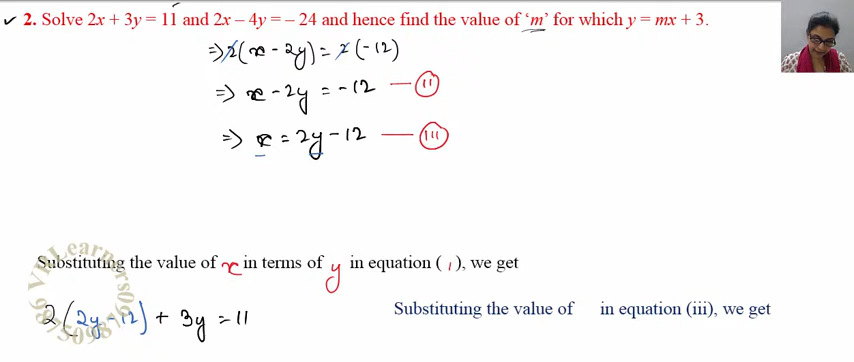 ✓ 2. Solve 2x + 3y = 11 and 2x – 4y = – 24 and hence find the value of ‘m’ for which y = mx + 3.
⇒ 2(x - 2y) = 2(-12)
⇒ x - 2y = -12 — (ii)
⇒ x = 2y - 12 — (iii)
Substituting the value of x in terms of y in equation (1), we get
2(2y - 12) + 3y = 11
Substituting the value of in equation (iii), we get